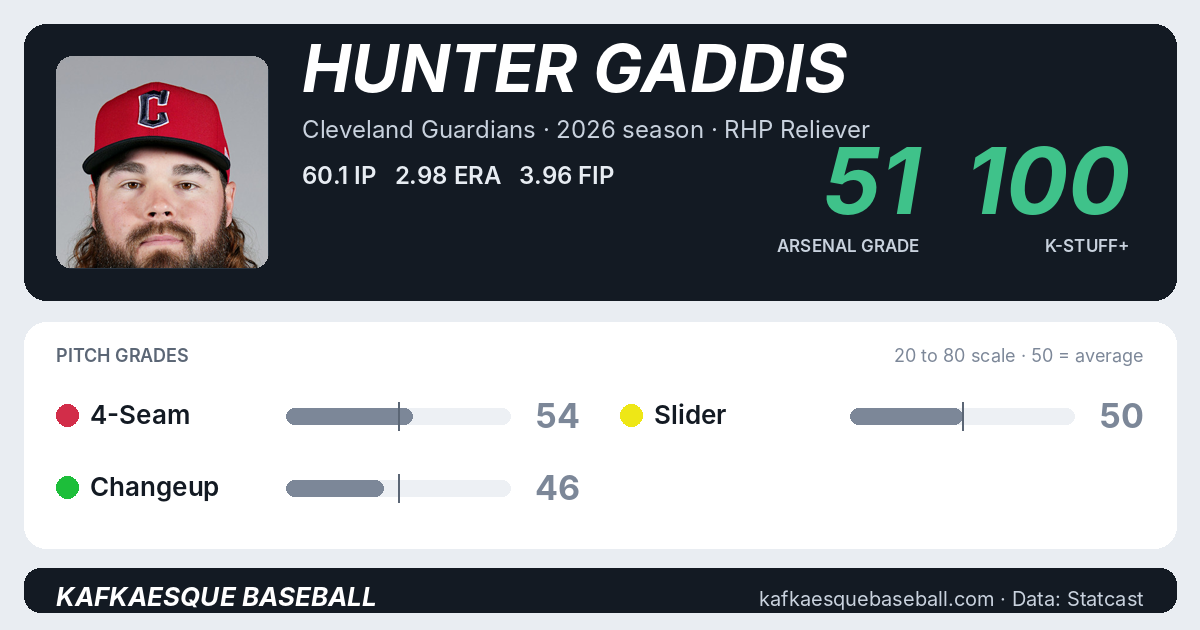 HUNTER GADDIS
Cleveland Guardians · 2026 season · RHP Reliever
60.1 IP 2.98 ERA 3.96 FIP
51 100
ARSENAL GRADE K-STUFF+
C
PITCH GRADES 20 to 80 scale · 50 = average
4-Seam 54 Slider 50
Changeup 46
KAFKAESQUE BASEBALL kafkaesquebaseball.com · Data: Statcast